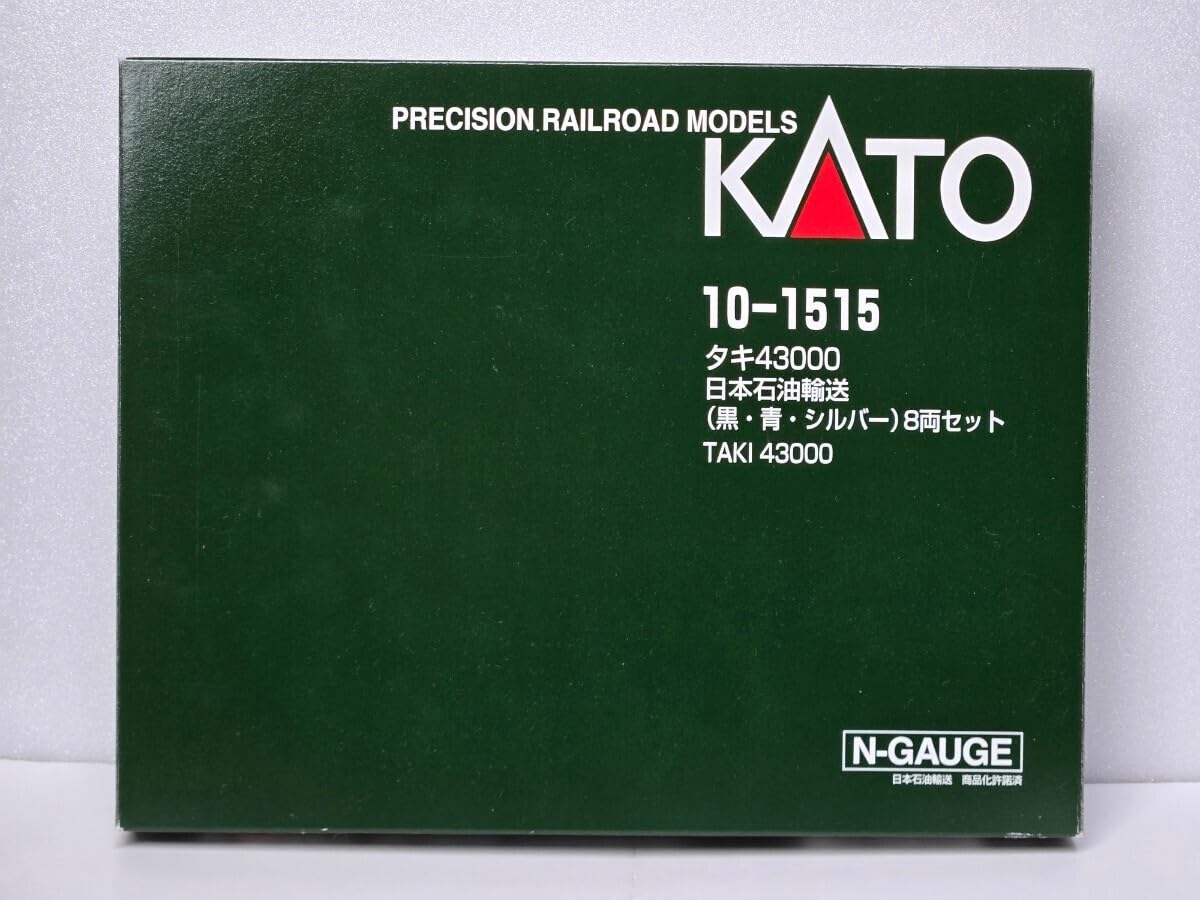 PRECISION RAILROAD MODELS
KATO
10-1515
タキ43000
日本石油輸送
(黒・青・シルバー)8両セット
TAKI 43000
N-GAUGE
日本石油輸送 商品化許諾済